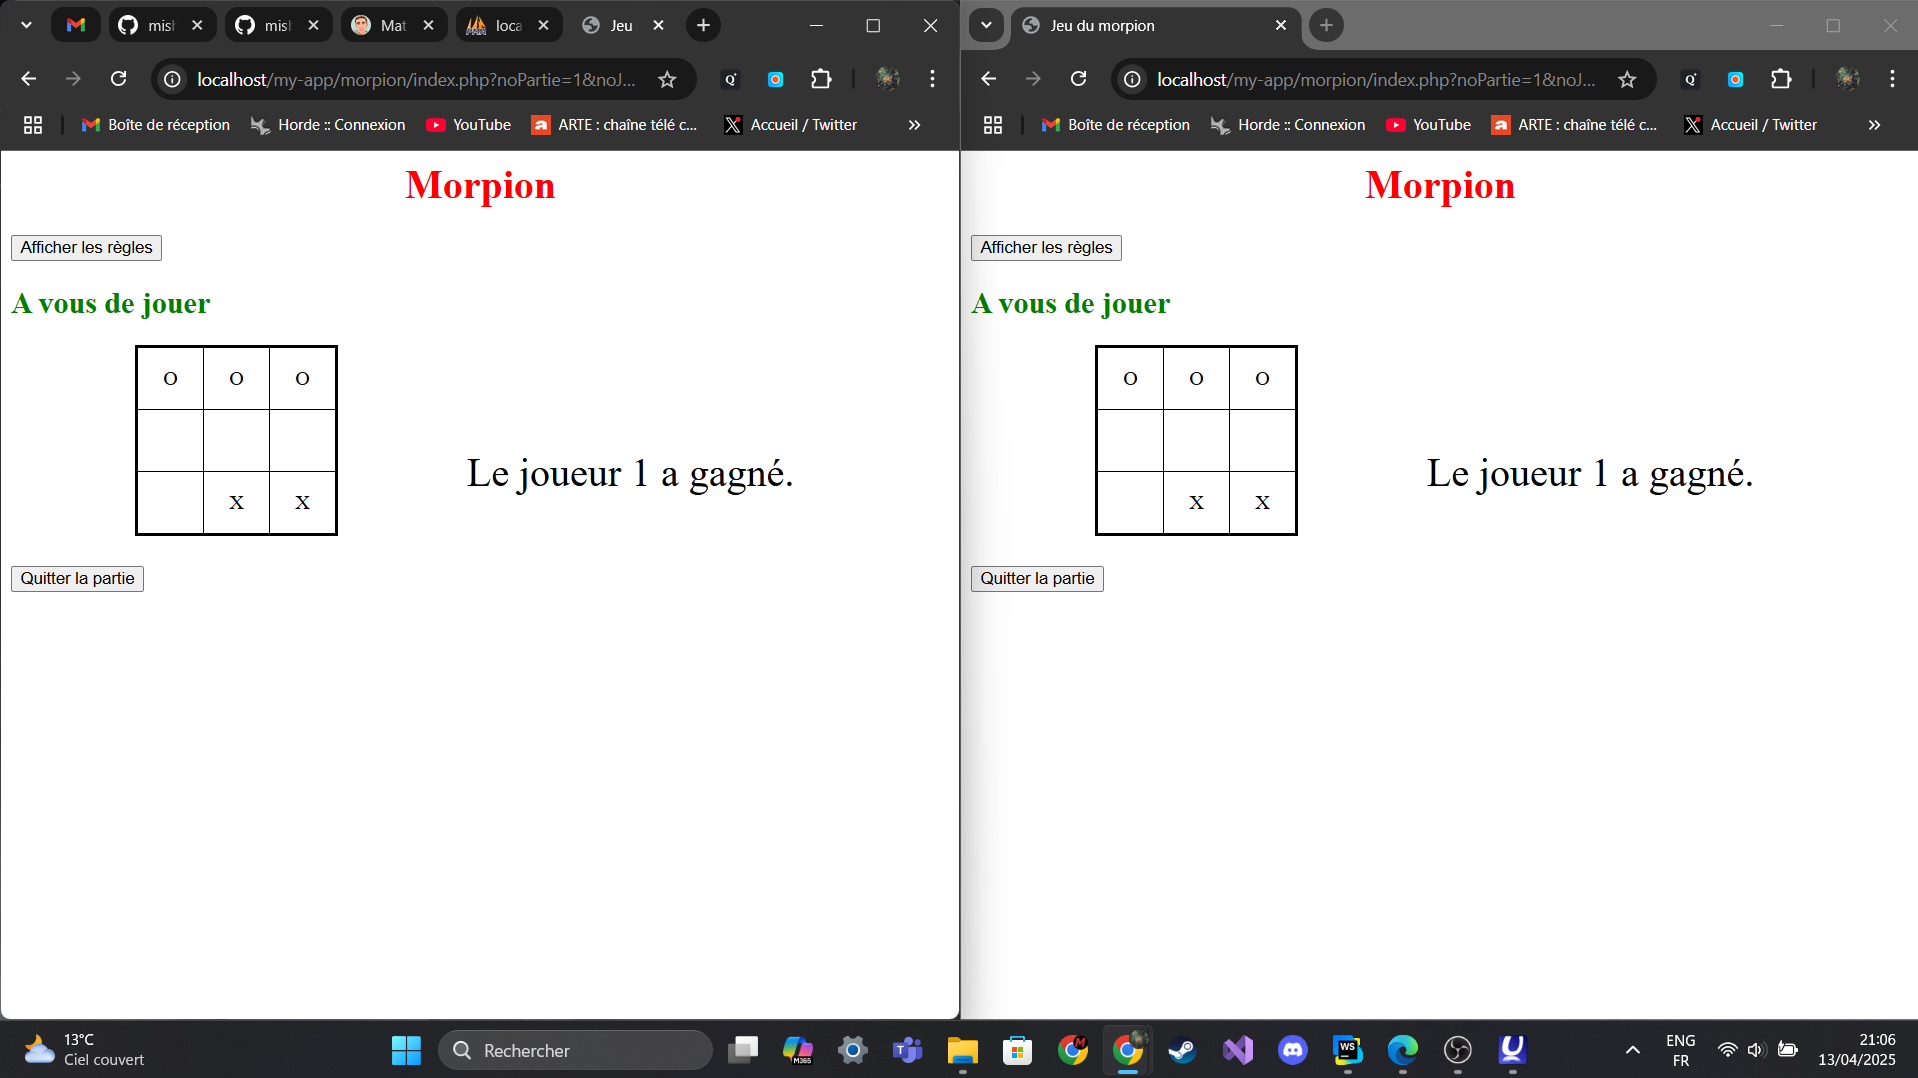 misl
misl
Mat
loca
Jeu
Jeu du morpion
localhost/my-app/morpion/index.php?noPartie=1&noJ...
localhost/my-app/morpion/index.php?noPartie=1&noJ...
Boîte de réception
Horde :: Connexion
YouTube
ARTE : chaîne télé c...
Accueil / Twitter
Boîte de réception
Horde :: Connexion
YouTube
ARTE : chaîne télé c...
Accueil / Twitter
Morpion
Afficher les règles
A vous de jouer
O O O
X X
Le joueur 1 a gagné.
Quitter la partie
Morpion
Afficher les règles
A vous de jouer
O O O
X X
Le joueur 1 a gagné.
Quitter la partie
13°C
Ciel couvert
Rechercher
ENG
FR
21:06
13/04/2025